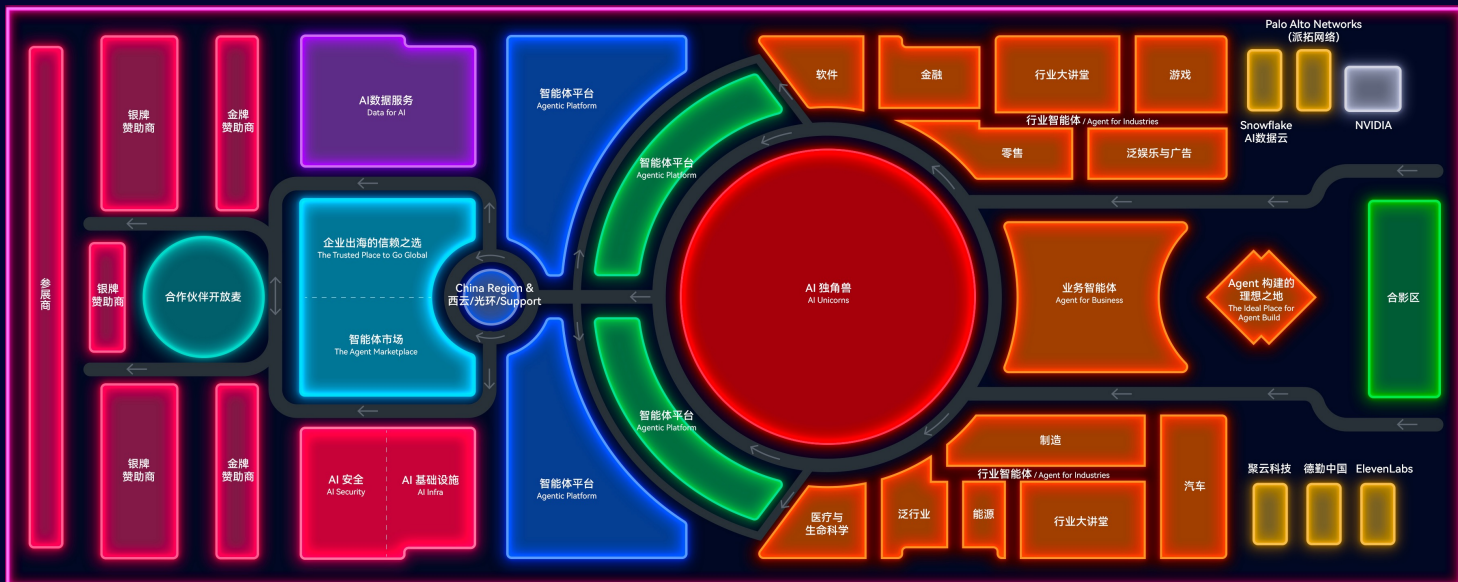 参展商
银牌
赞助商
金牌
赞助商
银牌
赞助商
合作伙伴开放麦
银牌
赞助商
金牌
赞助商
AI数据服务
Data for AI
企业出海的信赖之选
The Trusted Place to Go Global
智能体市场
The Agent Marketplace
China Region &
西云/光环/Support
AI 安全
AI Security
AI 基础设施
AI Infra
智能体平台
Agentic Platform
智能体平台
Agentic Platform
智能体平台
Agentic Platform
智能体平台
Agentic Platform
AI 独角兽
AI Unicorns
软件
金融
行业大讲堂
游戏
行业智能体 / Agent for Industries
零售
泛娱乐与广告
Palo Alto Networks
(派拓网络)
Snowflake
AI数据云
NVIDIA
业务智能体
Agent for Business
Agent 构建的
理想之地
The Ideal Place for
Agent Build
合影区
制造
行业智能体 / Agent for Industries
医疗与
生命科学
泛行业
能源
行业大讲堂
汽车
聚云科技
德勤中国
ElevenLabs